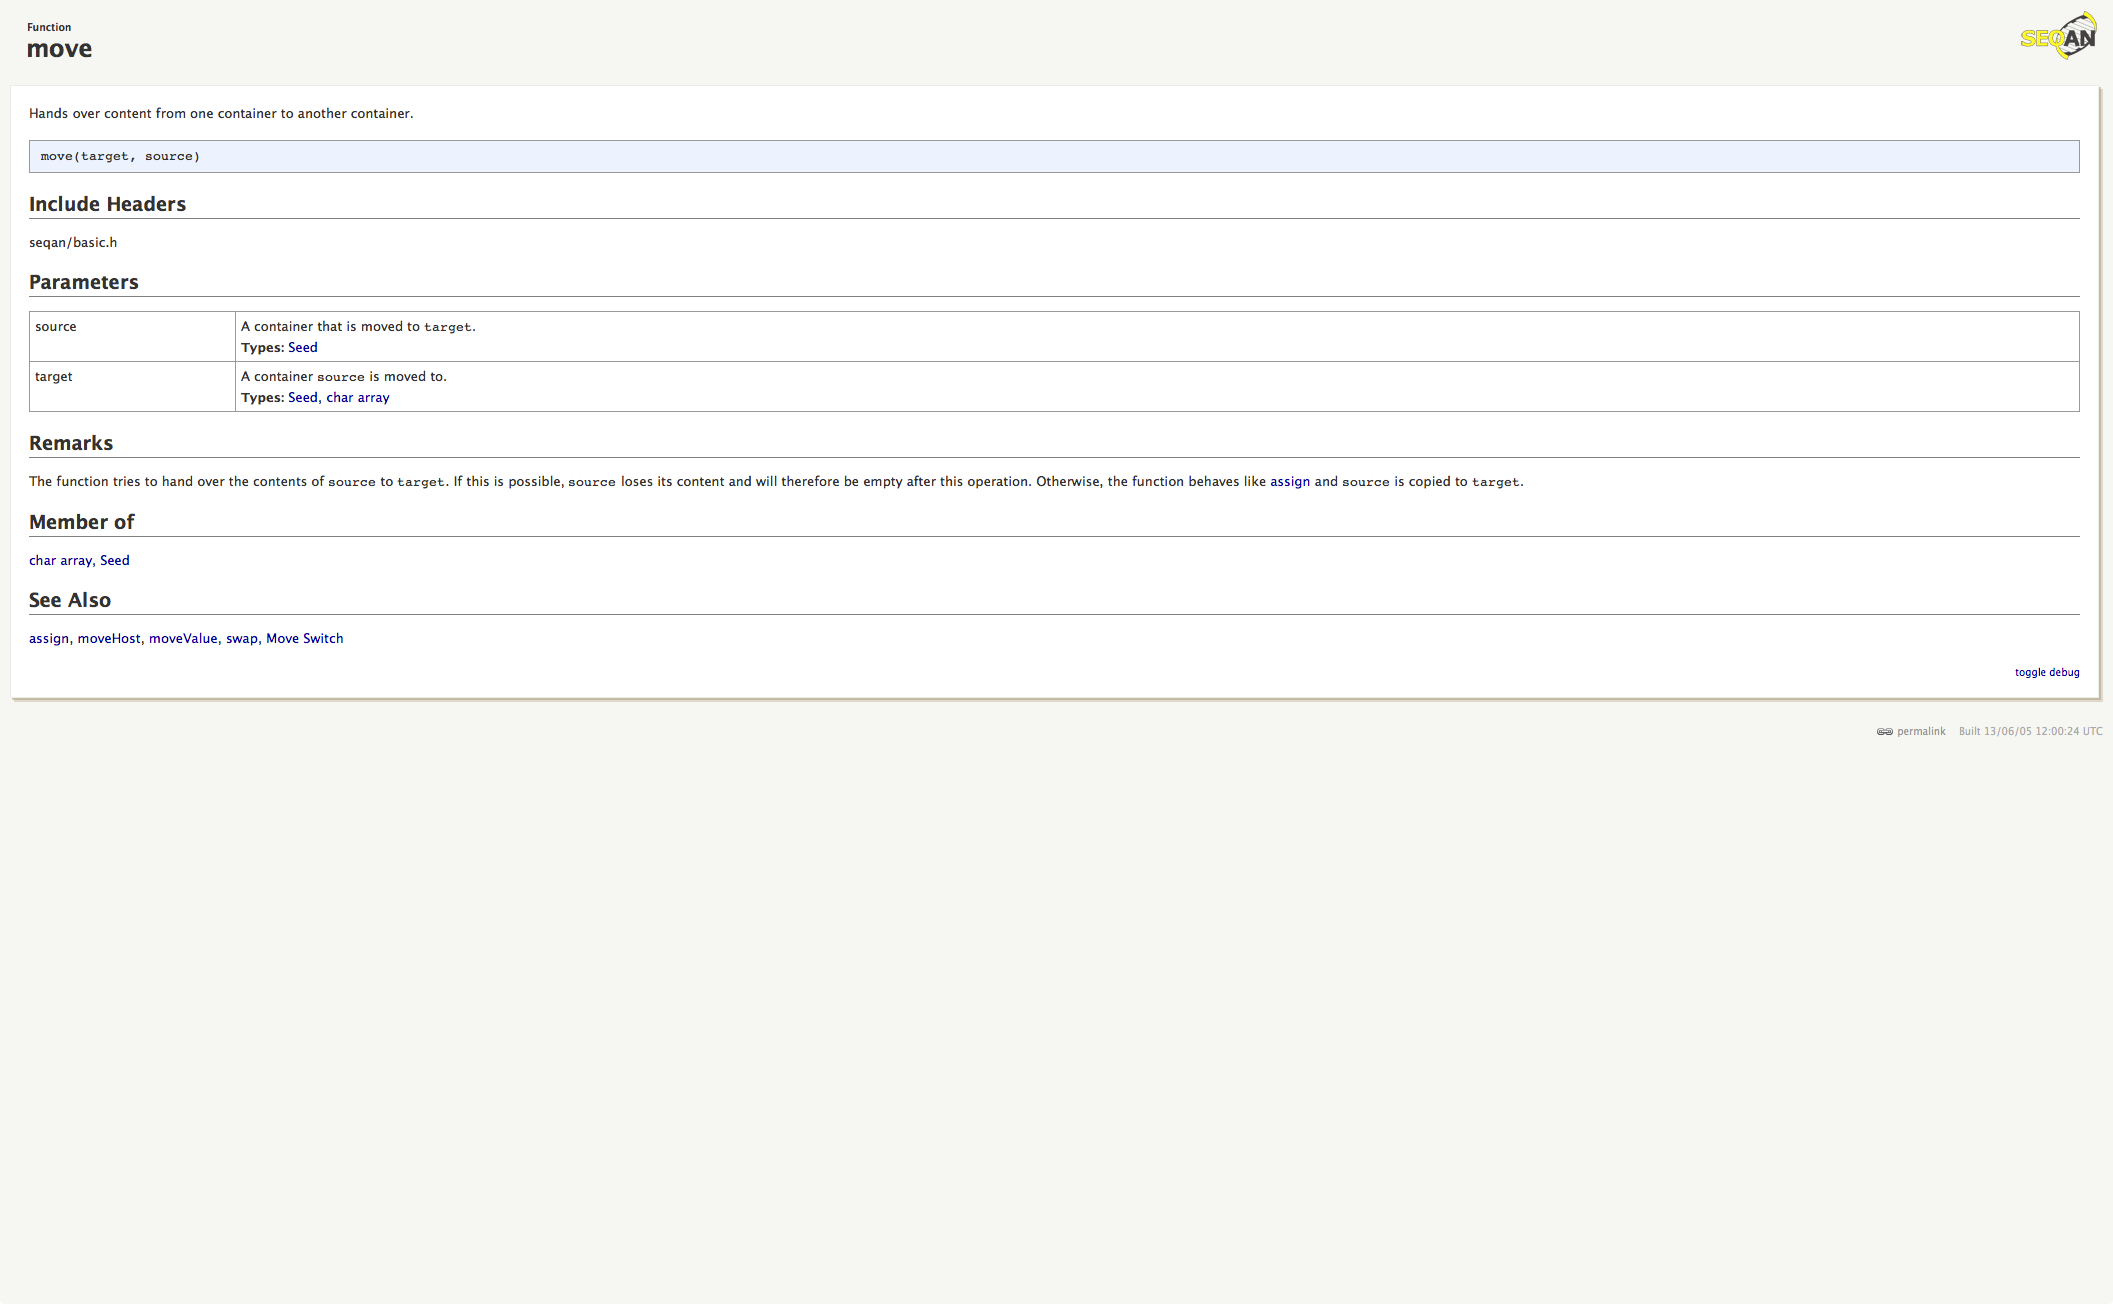 Function
move
SEQAN
Hands over content from one container to another container.
move(target, source)
Include Headers
seqan/basic.h
Parameters
source
A container that is moved to target.
Types: Seed
target
A container source is moved to.
Types: Seed, char array
Remarks
The function tries to hand over the contents of source to target. If this is possible, source loses its content and will therefore be empty after this operation. Otherwise, the function behaves like assign and source is copied to target.
Member of
char array, Seed
See Also
assign, moveHost, moveValue, swap, Move Switch
toggle debug
permalink Built 13/06/05 12:00:24 UTC